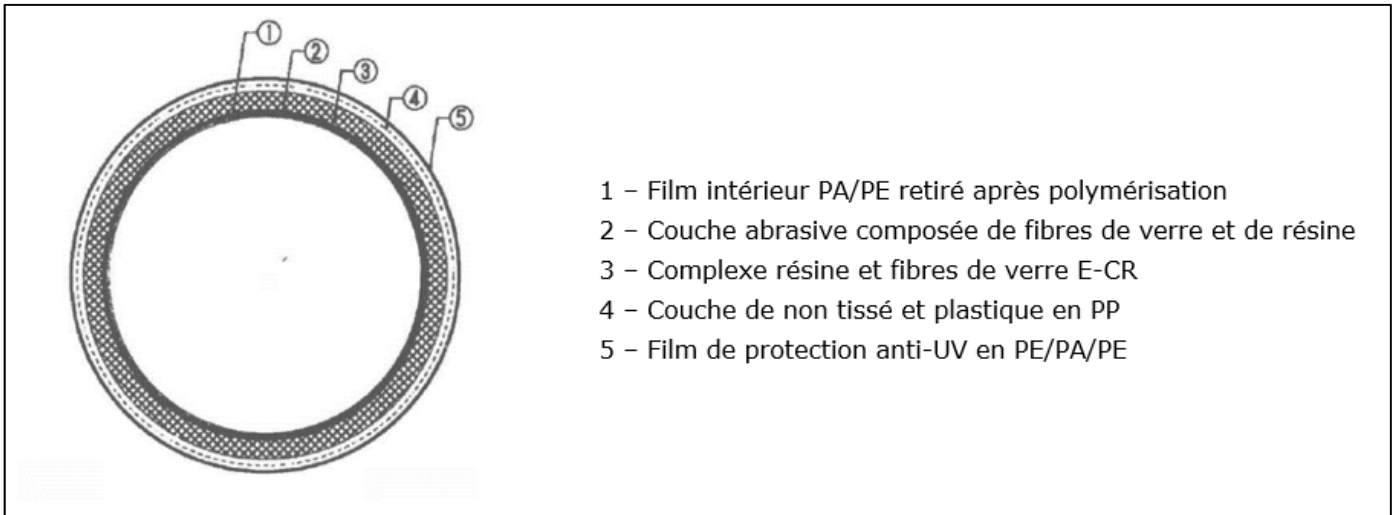 1
2
3
4
5
1 – Film intérieur PA/PE retiré après polymérisation
2 – Couche abrasive composée de fibres de verre et de résine
3 – Complexe résine et fibres de verre E-CR
4 – Couche de non tissé et plastique en PP
5 – Film de protection anti-UV en PE/PA/PE